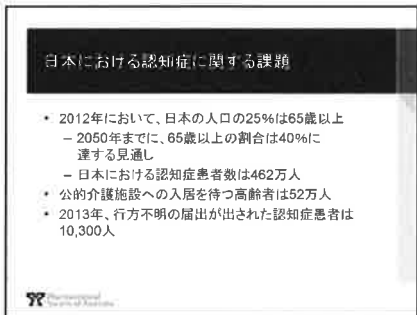 日本における認知症に関する課題
• 2012年において、日本の人口の25%は65歳以上
– 2050年までに、65歳以上の割合は40%に
達する見通し
– 日本における認知症患者数は462万人
• 公的介護施設への入居を待つ高齢者は52万人
• 2013年、行方不明の届出が出された認知症患者は
10,300人
Pharmaceutical
Society of Australia